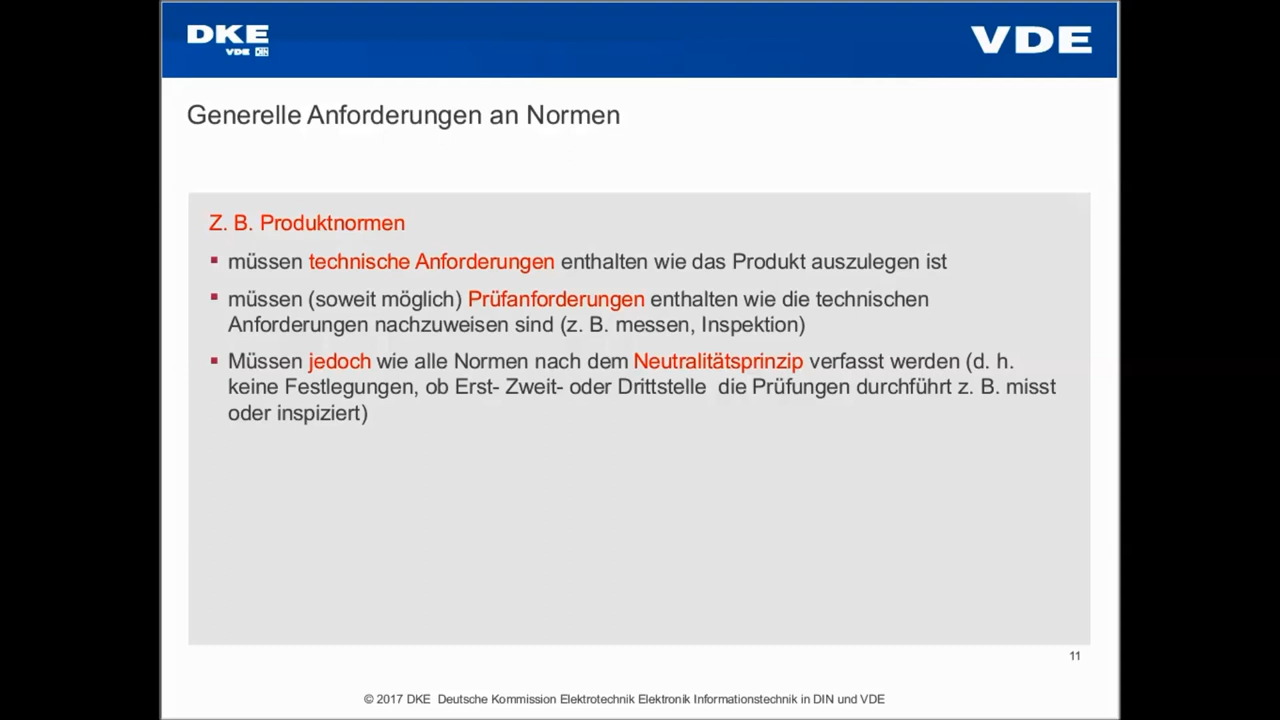 DKE
VDE DIN
VDE
Generelle Anforderungen an Normen
Z. B. Produktnormen
▪ müssen technische Anforderungen enthalten wie das Produkt auszulegen ist
▪ müssen (soweit möglich) Prüfanforderungen enthalten wie die technischen
Anforderungen nachzuweisen sind (z. B. messen, Inspektion)
▪ Müssen jedoch wie alle Normen nach dem Neutralitätsprinzip verfasst werden (d. h.
keine Festlegungen, ob Erst- Zweit- oder Drittstelle die Prüfungen durchführt z. B. misst
oder inspiziert)
11
© 2017 DKE Deutsche Kommission Elektrotechnik Elektronik Informationstechnik in DIN und VDE